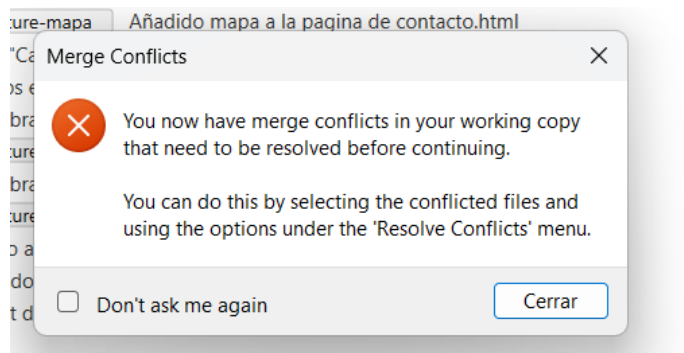 ure-mapa Añadido mapa a la pagina de contacto.html
Merge Conflicts
You now have merge conflicts in your working copy
that need to be resolved before continuing.
You can do this by selecting the conflicted files and
using the options under the 'Resolve Conflicts' menu.
Don't ask me again
Cerrar